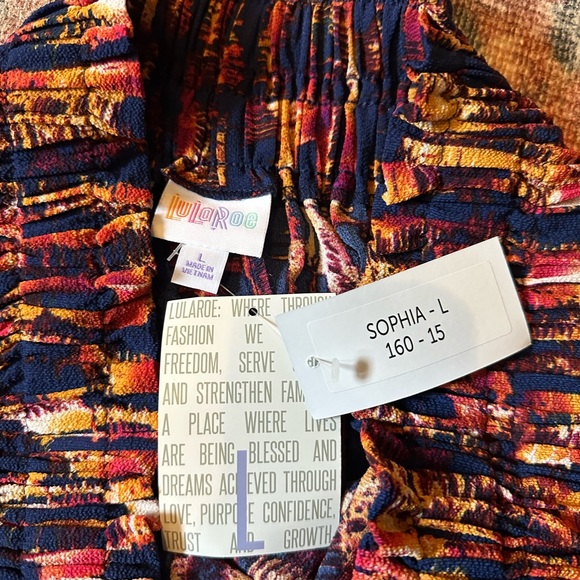 LuLaRoe
L
MADE IN
VIETNAM
SOPHIA - L
160 - 15
LULAROE: WHERE THROUGH
FASHION WE
FREEDOM, SERVE
AND STRENGTHEN
A PLACE WHERE LIVES
ARE BEING BLESSED AND
DREAMS ACHIEVED THROUGH
LOVE, PURPOSE, CONFIDENCE,
TRUST AND GROWTH
L